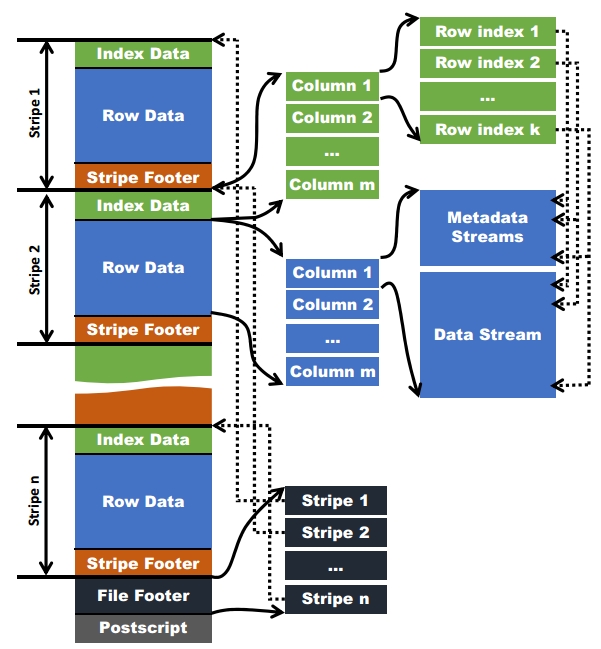 Stripe 1
Index Data
Row Data
Stripe Footer
Stripe 2
Index Data
Row Data
Stripe Footer
Stripe n
Index Data
Row Data
Stripe Footer
File Footer
Postscript
Column 1
Column 2
...
Column m
Column 1
Column 2
...
Column m
Stripe 1
Stripe 2
...
Stripe n
Row index 1
Row index 2
...
Row index k
Metadata
Streams
Data Stream